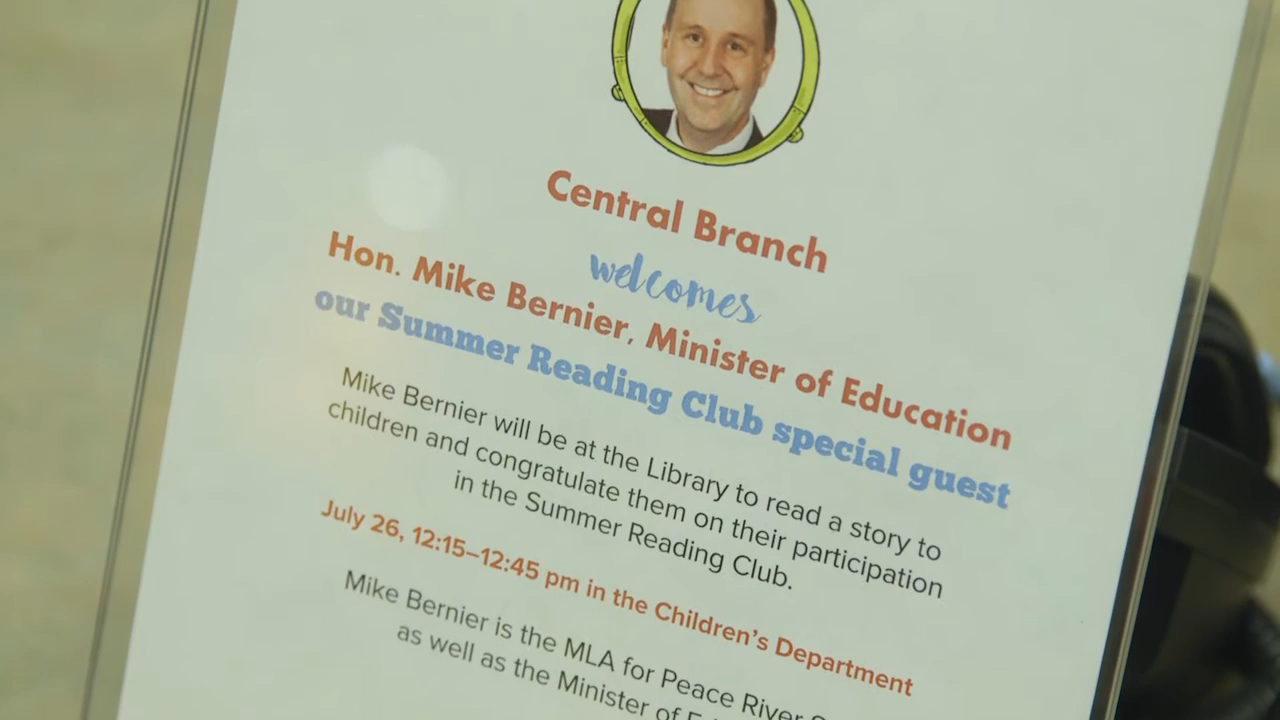 Central Branch
welcomes
Hon. Mike Bernier, Minister of Education
our Summer Reading Club special guest
Mike Bernier will be at the Library to read a story to
children and congratulate them on their participation
in the Summer Reading Club.
July 26, 12:15–12:45 pm in the Children's Department
Mike Bernier is the MLA for Peace River
as well as the Minister of